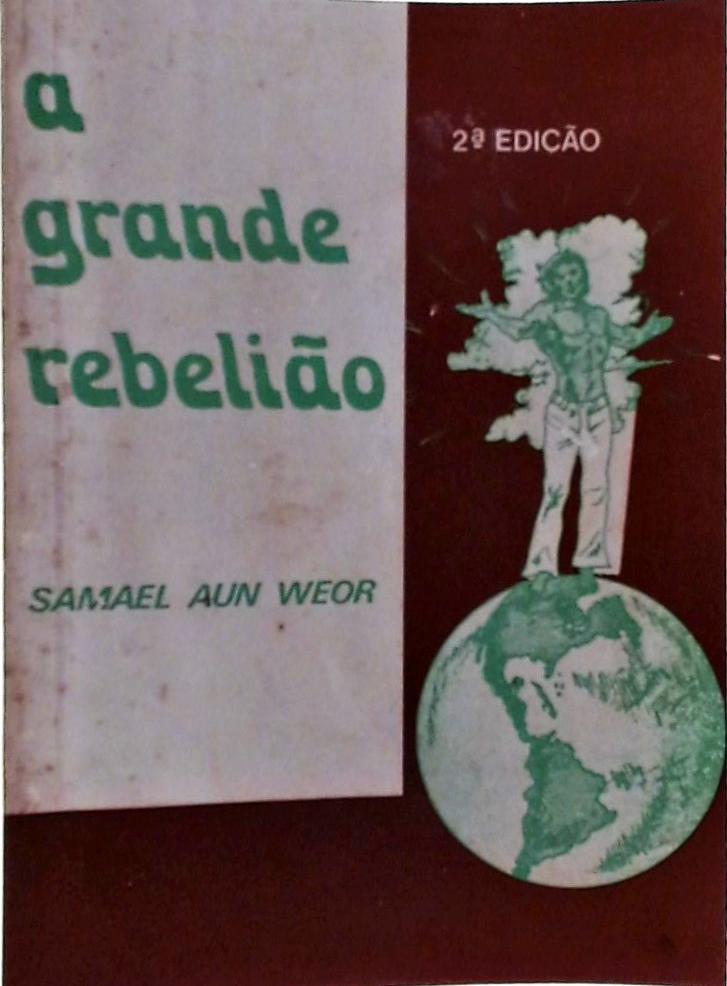 a
grande
rebelião
SAMAEL AUN WEOR
2ª EDIÇÃO